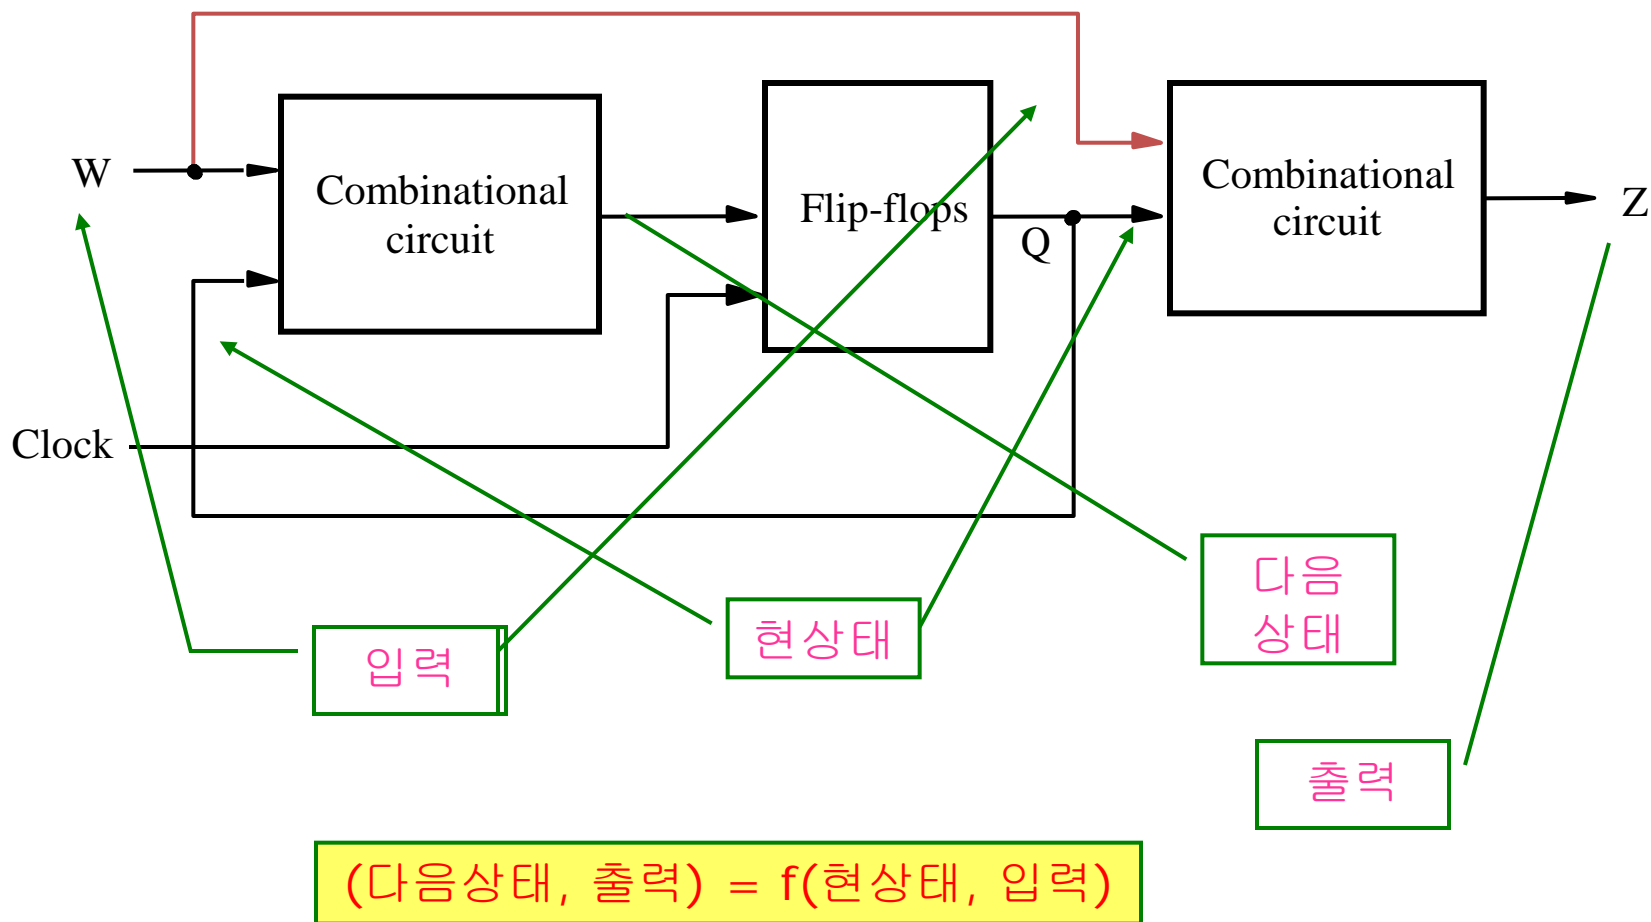 W
Combinational
circuit
Flip-flops
Q
Combinational
circuit
Z
Clock
입력
현상태
다음
상태
출력
(다음상태, 출력) = f(현상태, 입력)